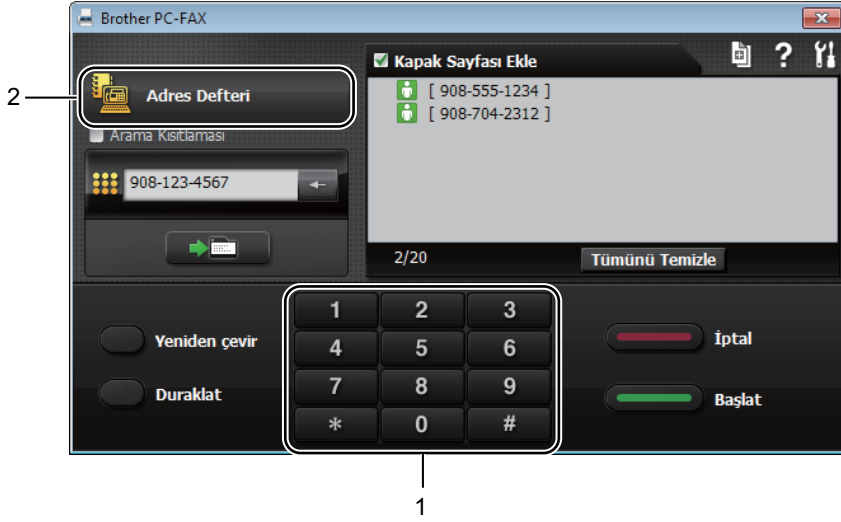 Brother PC-FAX
2
Adres Defteri
Arama Kısıtlaması
908-123-4567
Kapak Sayfası Ekle
?
[ 908-555-1234 ]
[ 908-704-2312 ]
2/20
Tümünü Temizle
Yeniden çevir
Duraklat
1 2 3
4 5 6
7 8 9
* 0 #
İptal
Başlat
1